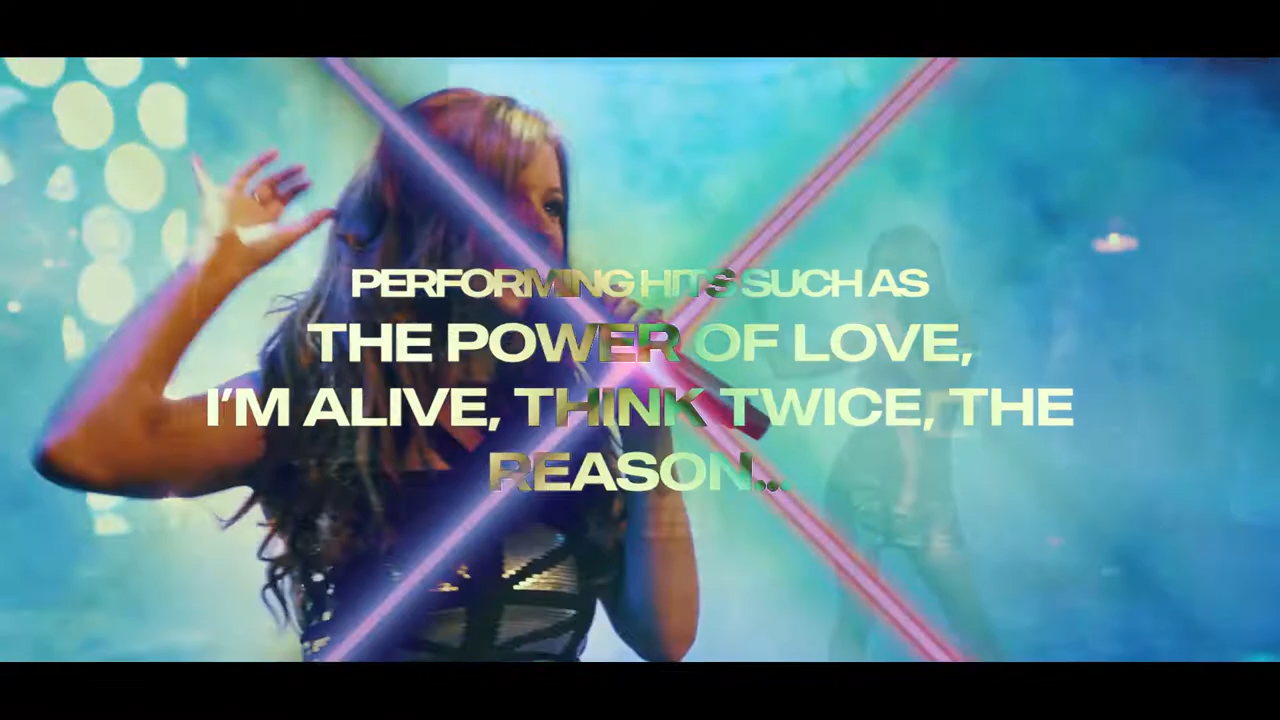 PERFORMING HITS SUCH AS
THE POWER OF LOVE,
I'M ALIVE, THINK TWICE, THE
REASON...